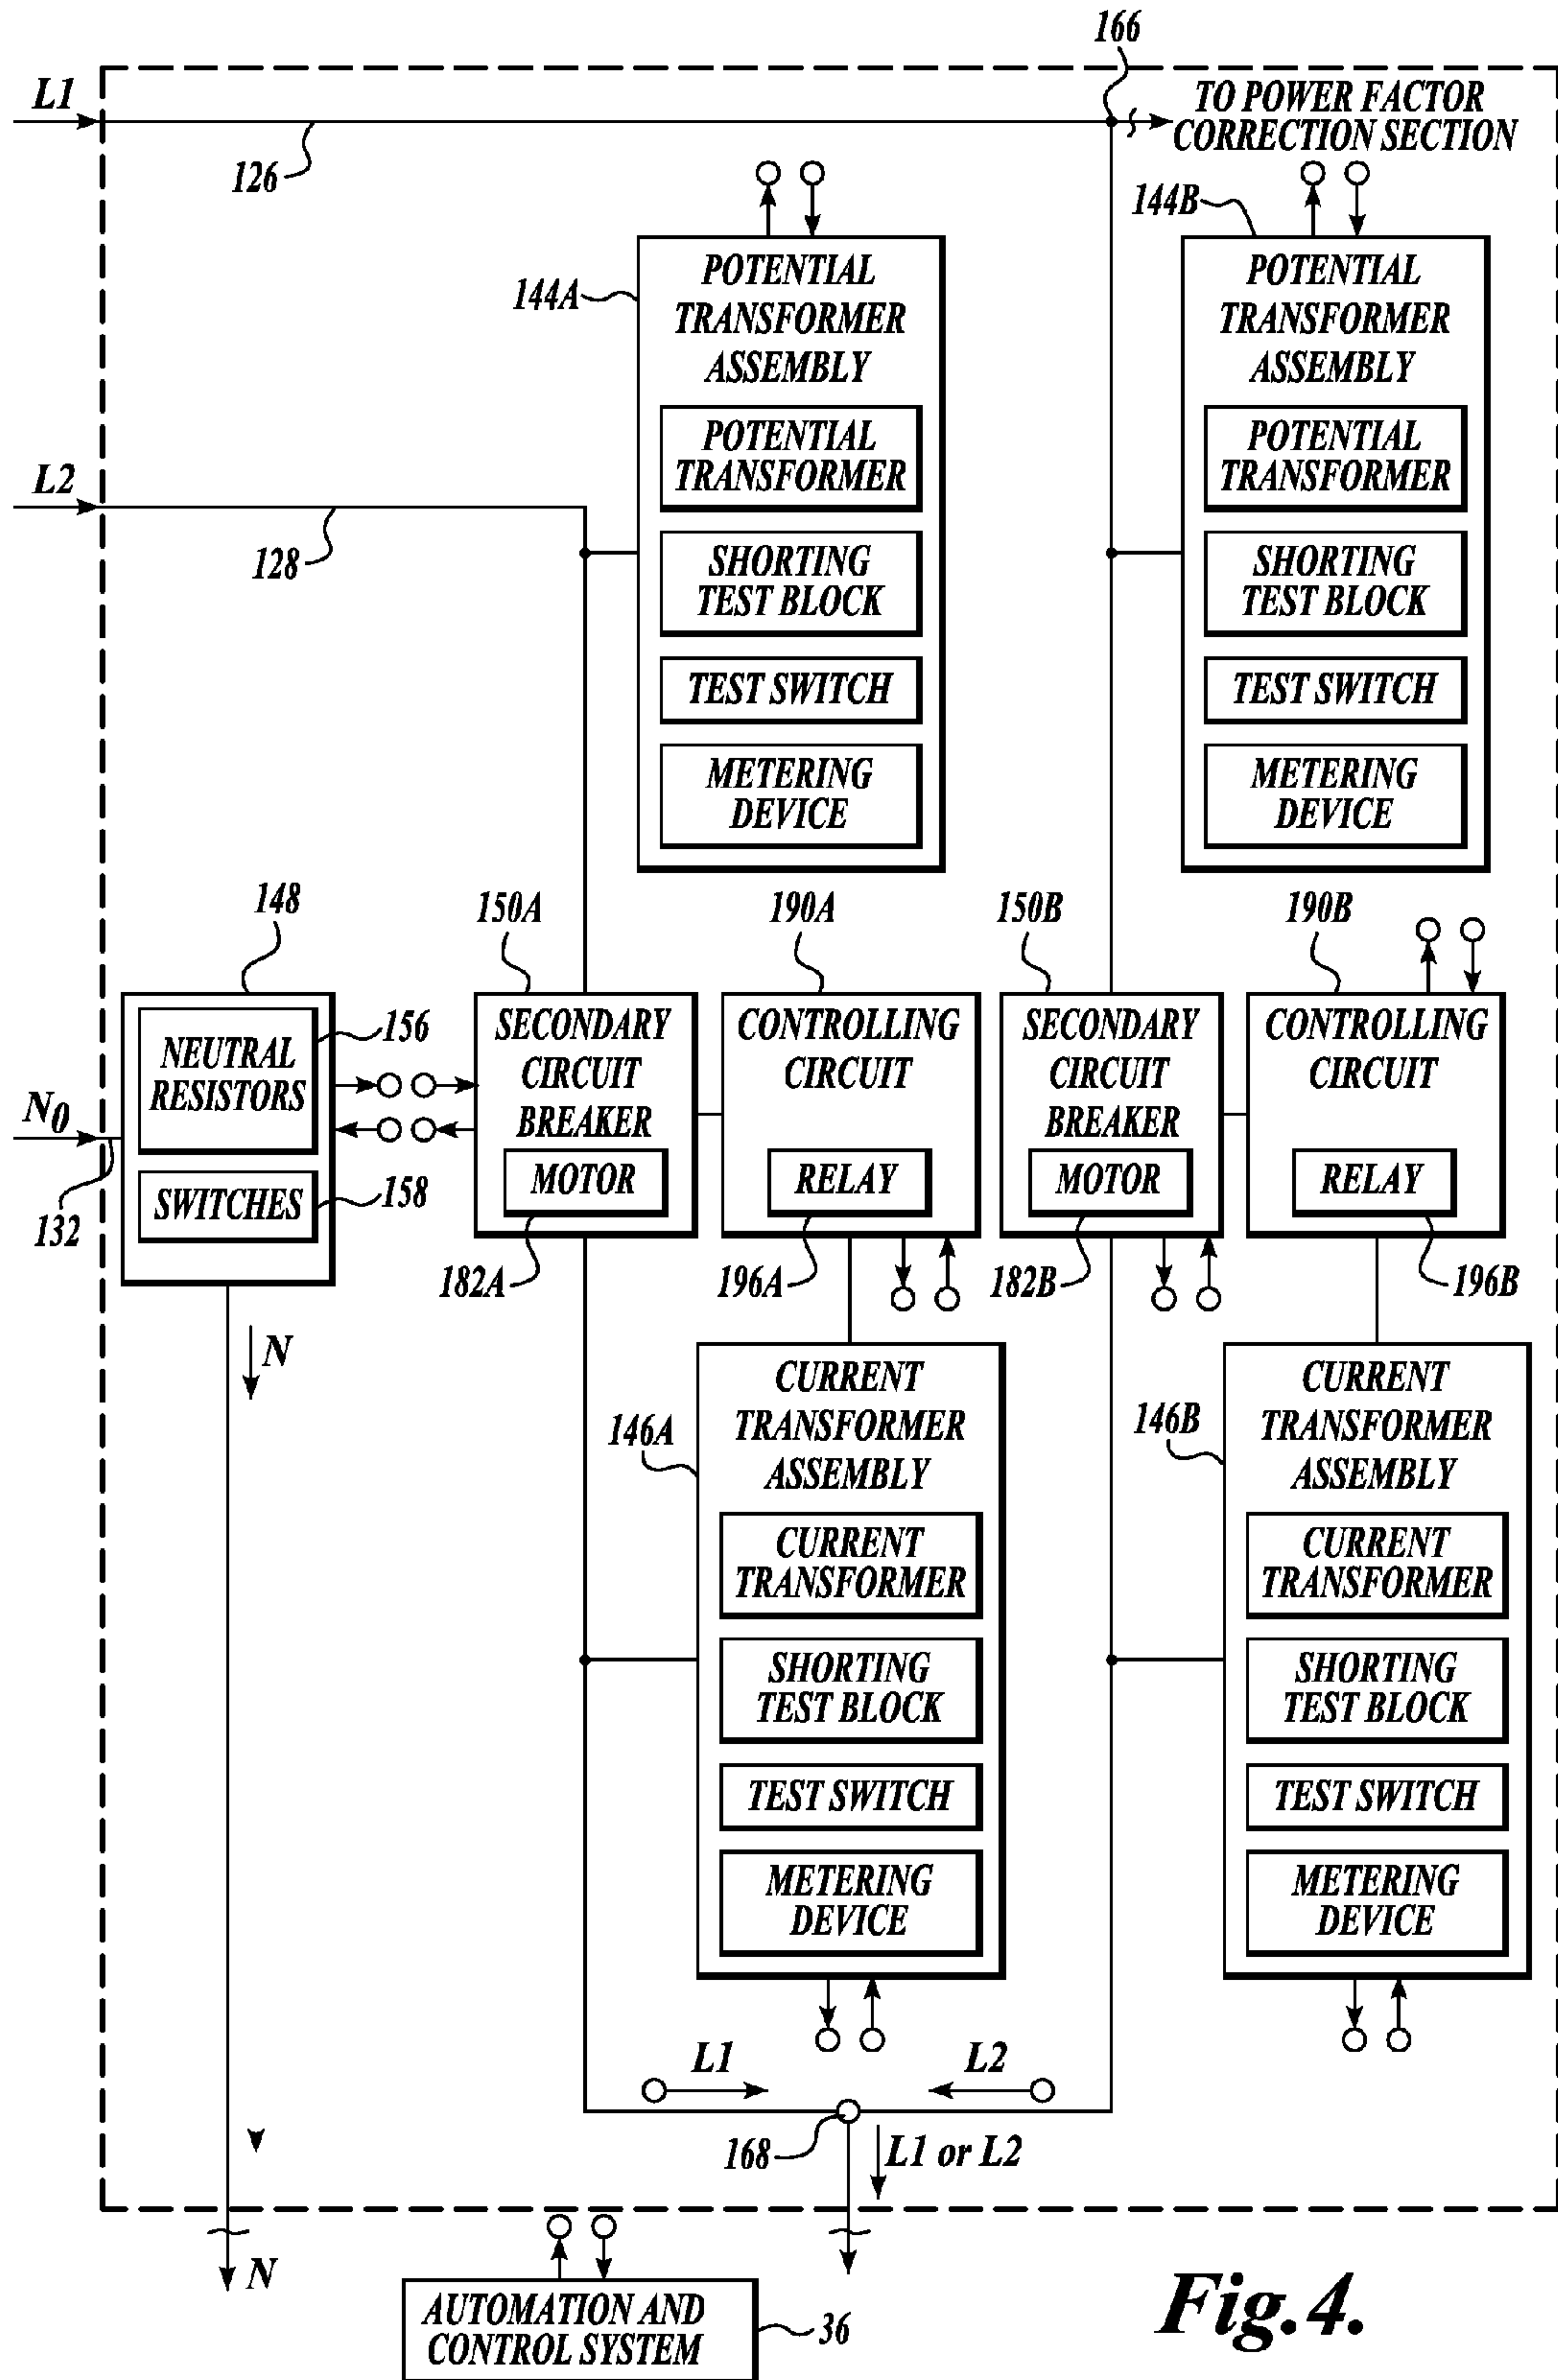 166
L1
TO POWER FACTOR
CORRECTION SECTION
126
144B
144A
POTENTIAL
TRANSFORMER
ASSEMBLY
POTENTIAL
TRANSFORMER
SHORTING
TEST BLOCK
TEST SWITCH
METERING
DEVICE
POTENTIAL
TRANSFORMER
ASSEMBLY
POTENTIAL
TRANSFORMER
SHORTING
TEST BLOCK
TEST SWITCH
METERING
DEVICE
L2
128
148
150A
190A
150B
190B
NEUTRAL
RESISTORS
156
SWITCHES
158
N0
132
SECONDARY
CIRCUIT
BREAKER
MOTOR
CONTROLLING
CIRCUIT
RELAY
SECONDARY
CIRCUIT
BREAKER
MOTOR
CONTROLLING
CIRCUIT
RELAY
182A
196A
182B
196B
N
146A
CURRENT
TRANSFORMER
ASSEMBLY
CURRENT
TRANSFORMER
SHORTING
TEST BLOCK
TEST SWITCH
METERING
DEVICE
146B
CURRENT
TRANSFORMER
ASSEMBLY
CURRENT
TRANSFORMER
SHORTING
TEST BLOCK
TEST SWITCH
METERING
DEVICE
L1
L2
168
L1 or L2
N
AUTOMATION AND
CONTROL SYSTEM
36
Fig.4.